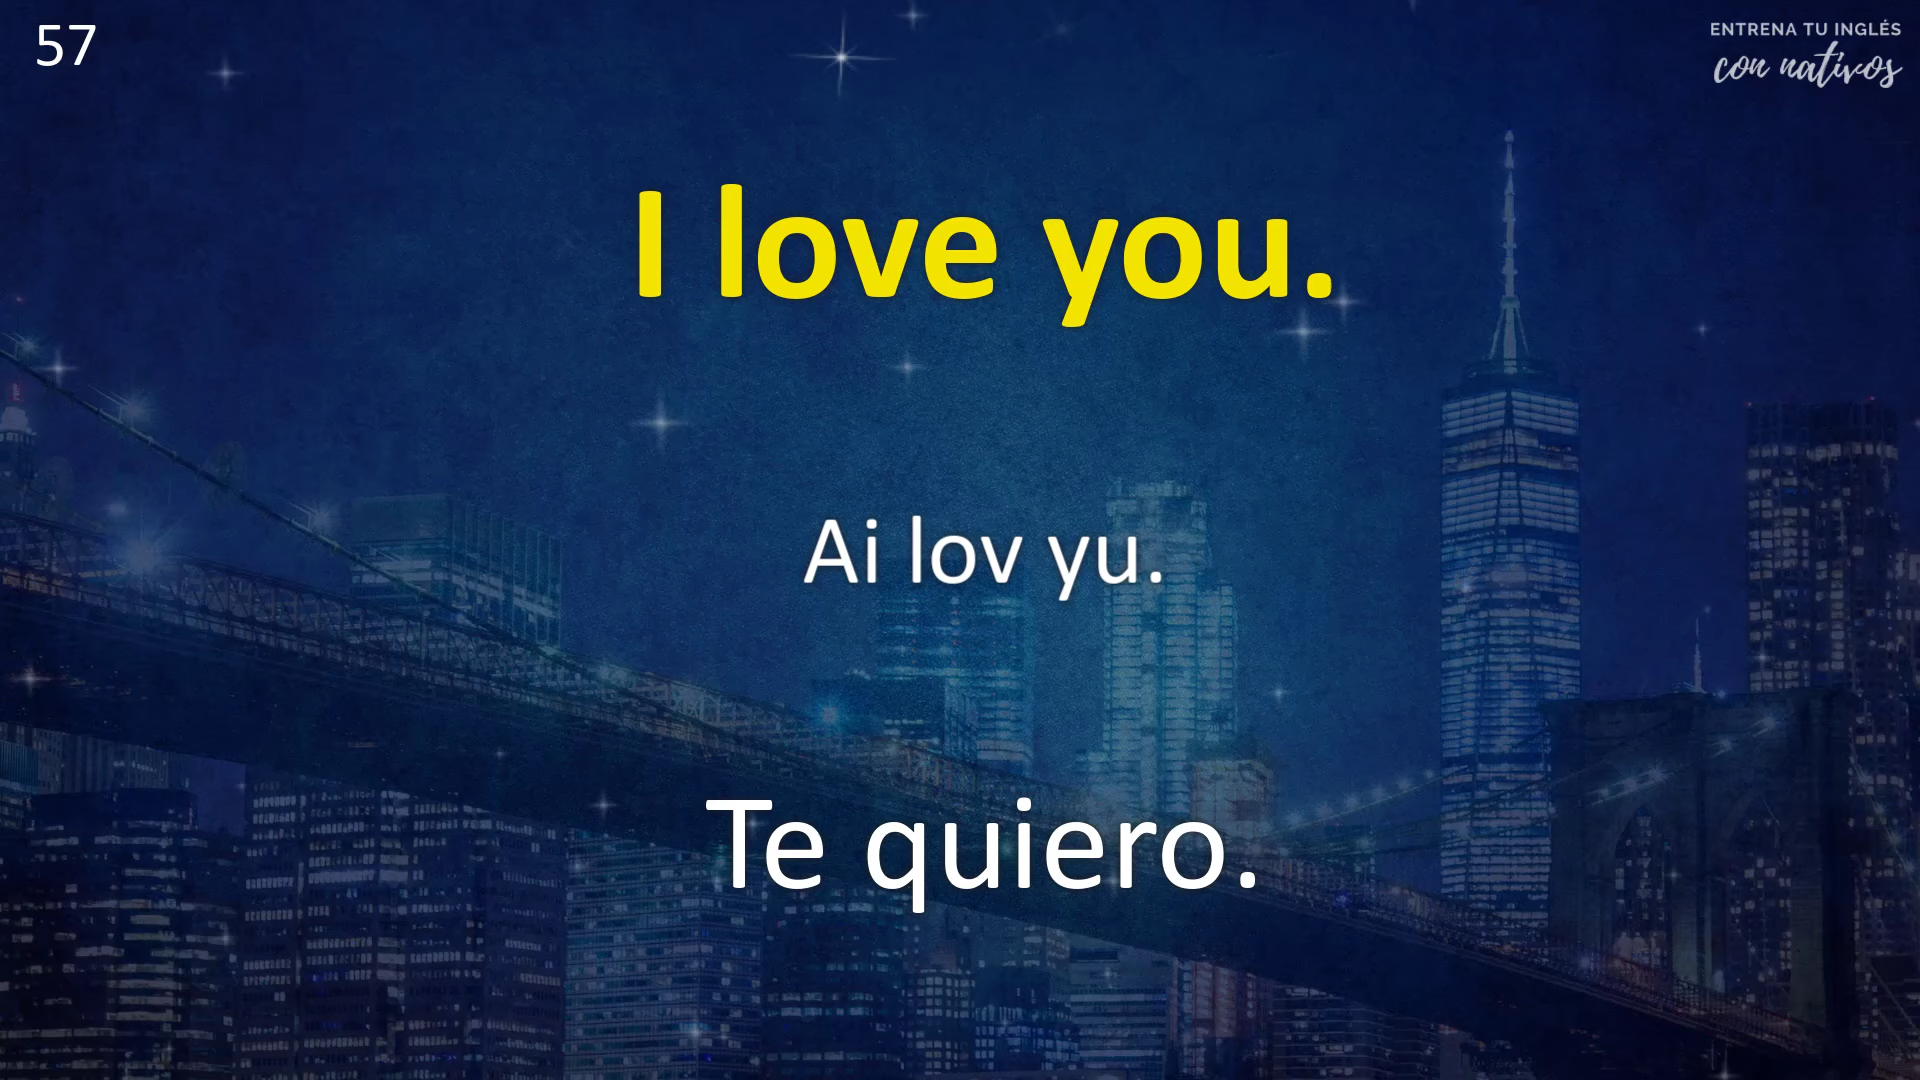 57
ENTRENA TU INGLÉS
con nativos
I love you.
Ai lov yu.
Te quiero.